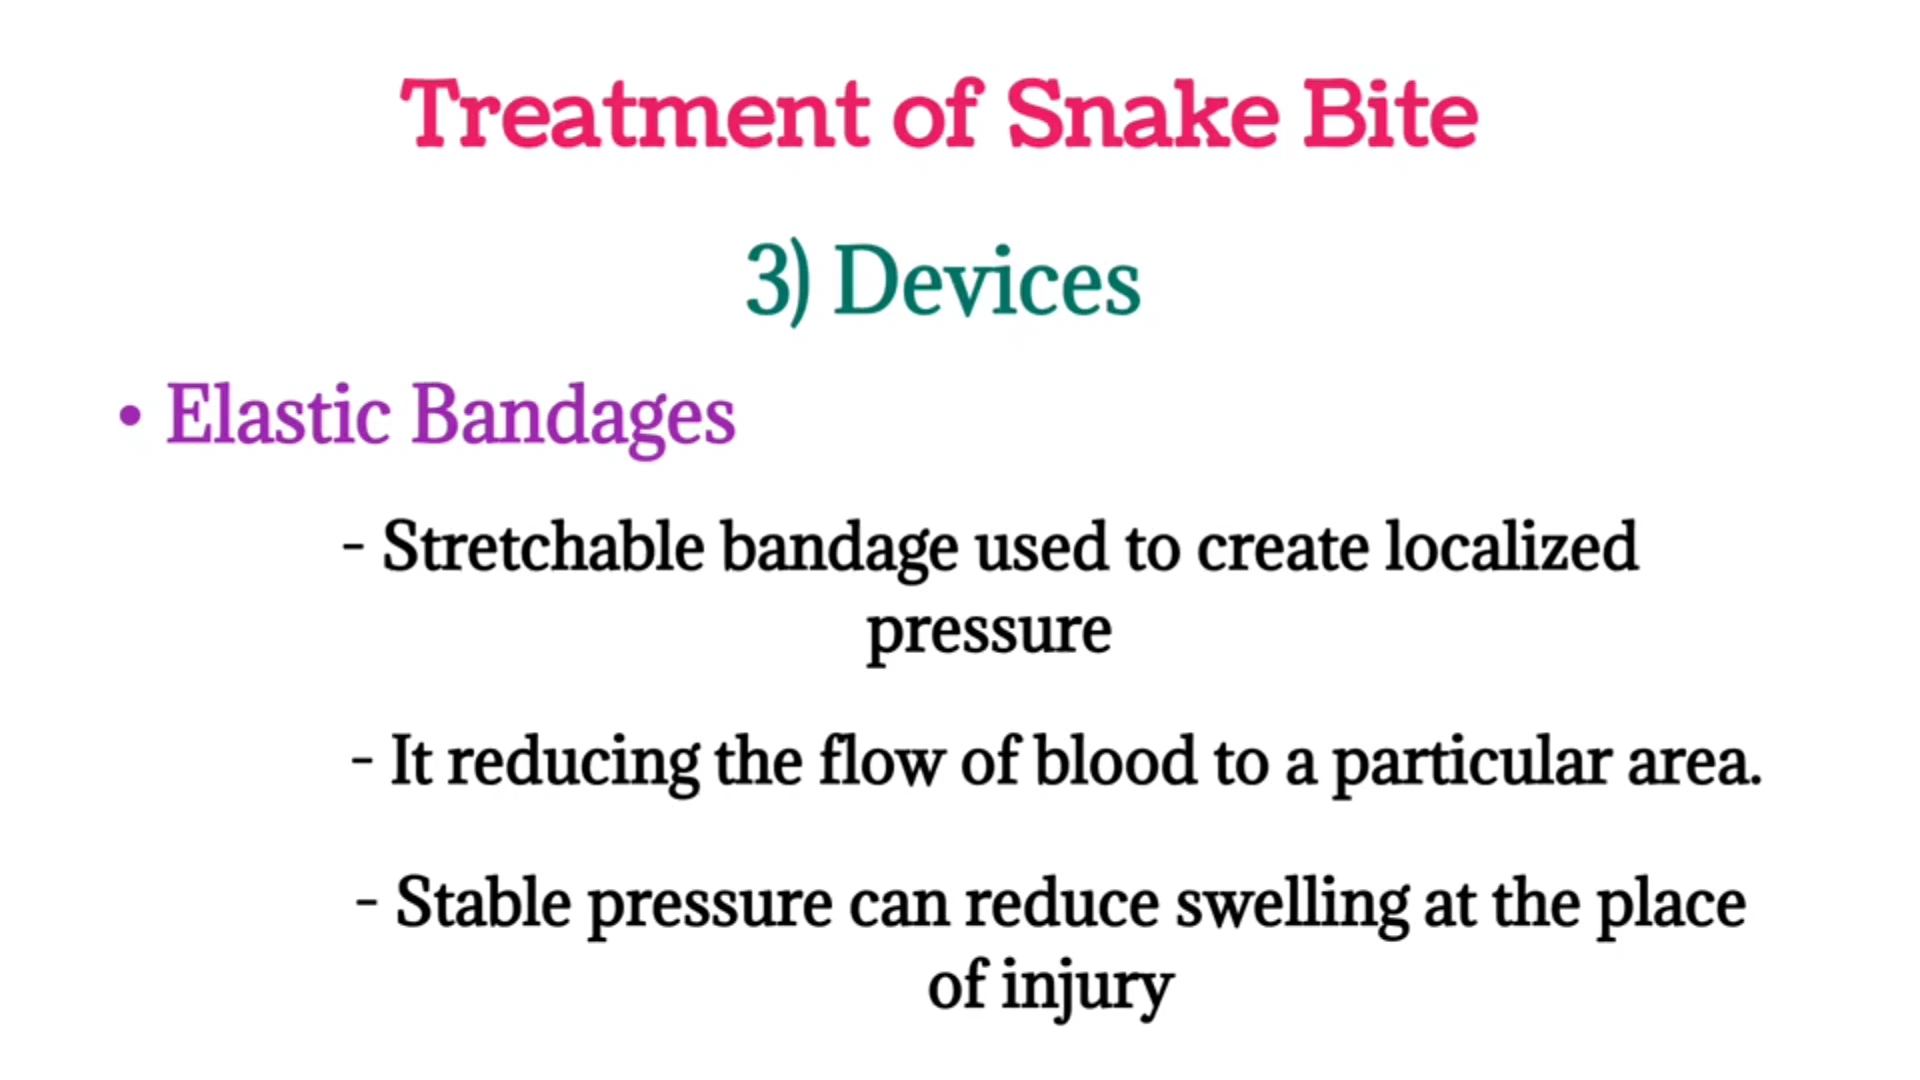 Treatment of Snake Bite
3) Devices
• Elastic Bandages
- Stretchable bandage used to create localized
pressure
- It reducing the flow of blood to a particular area.
- Stable pressure can reduce swelling at the place
of injury